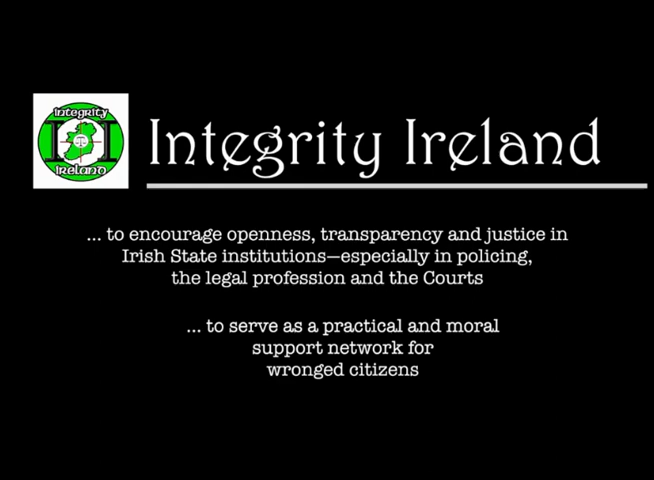 Integrity
Ireland
Integrity Ireland
... to encourage openness, transparency and justice in
Irish State institutions—especially in policing,
the legal profession and the Courts
... to serve as a practical and moral
support network for
wronged citizens